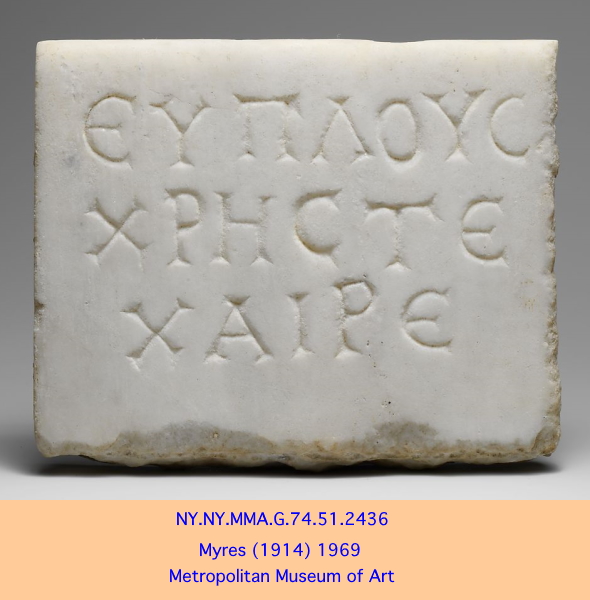 ΕΥΠΛΟΥϹ
ΧΡΗϹΤΕ
ΧΑΙΡΕ
NY.NY.MMA.G.74.51.2436
Myres (1914) 1969
Metropolitan Museum of Art